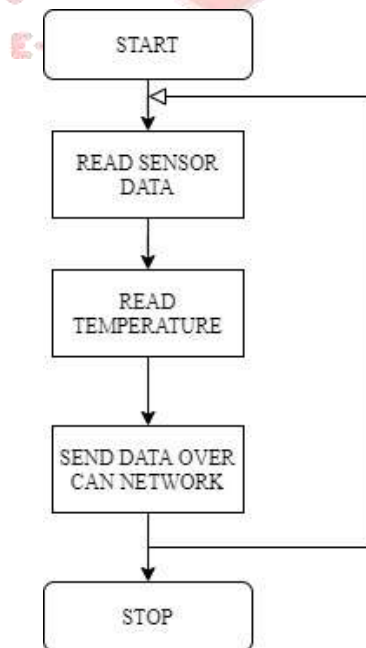 START
READ SENSOR
DATA
READ
TEMPERATURE
SEND DATA OVER
CAN NETWORK
STOP